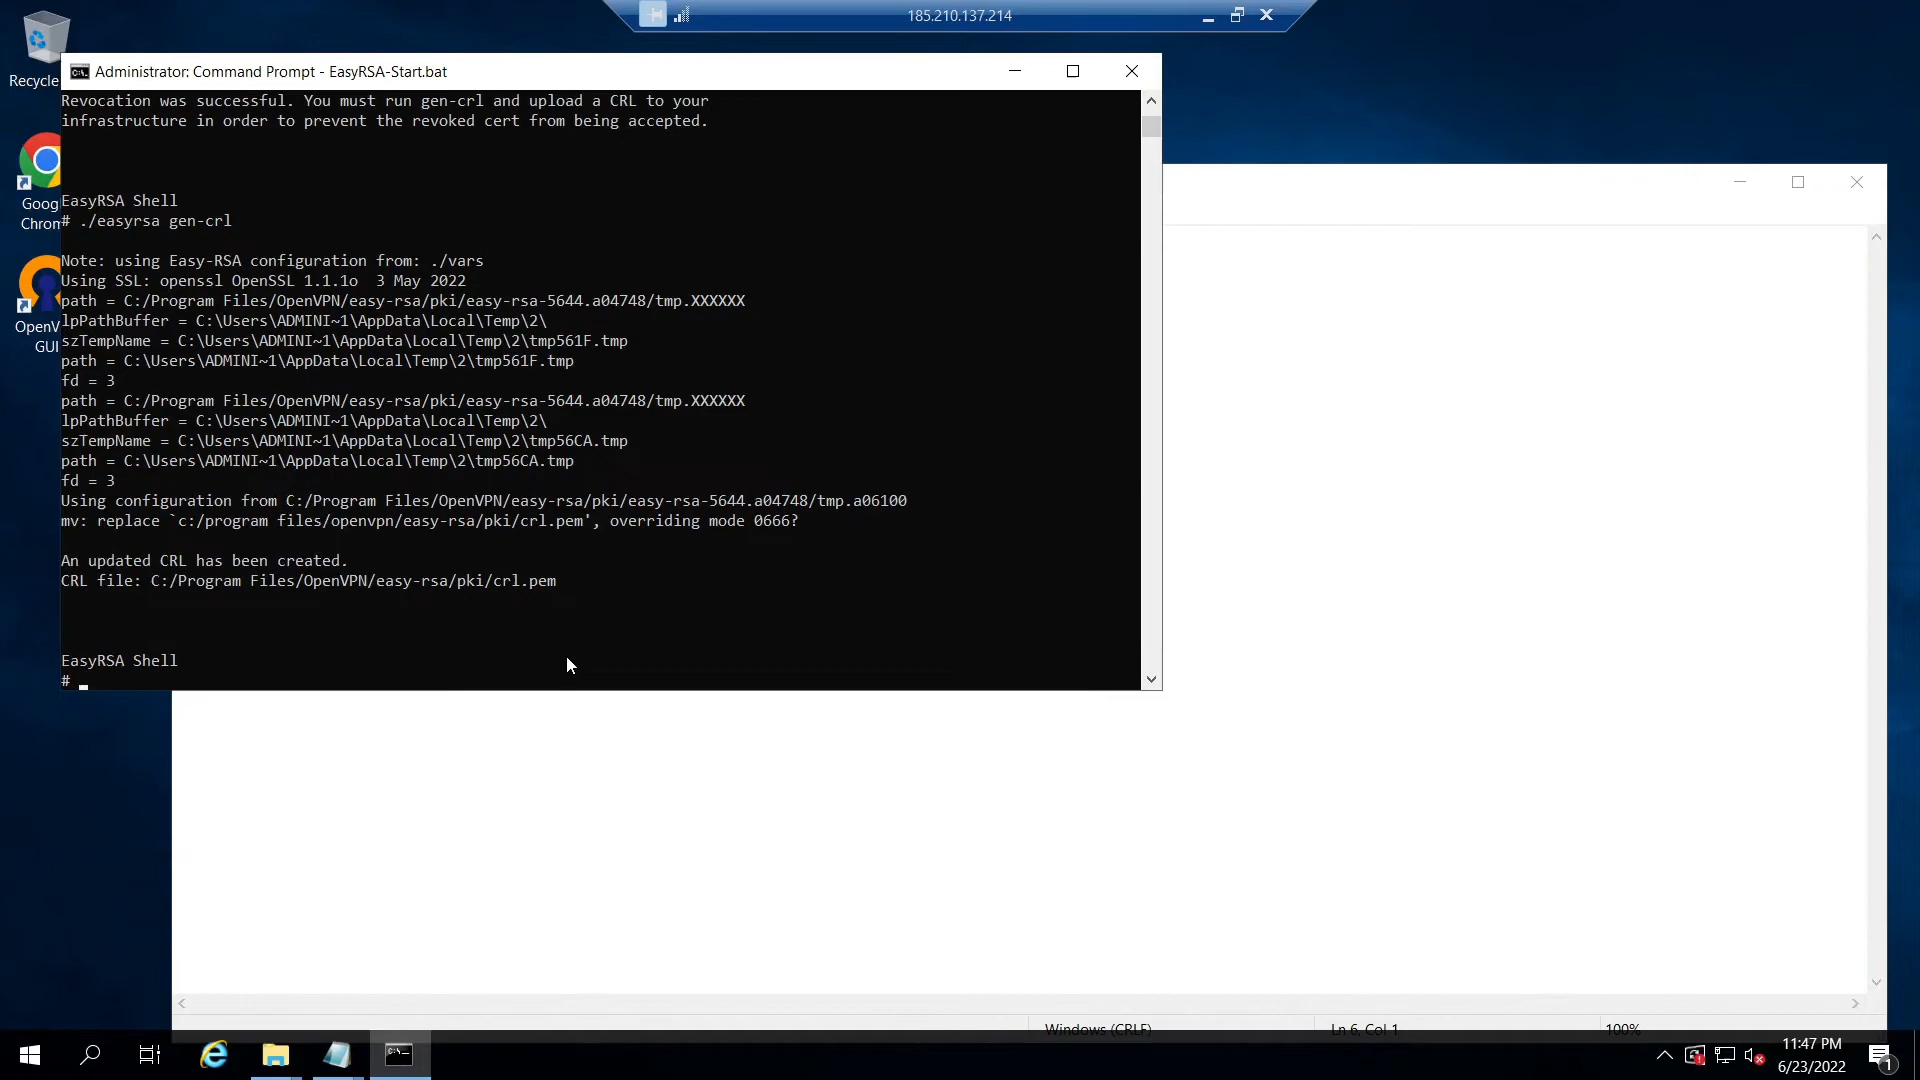 185.210.137.214
Recycle
Goog
Chrom
OpenV
GUI
Administrator: Command Prompt - EasyRSA-Start.bat
Revocation was successful. You must run gen-crl and upload a CRL to your
infrastructure in order to prevent the revoked cert from being accepted.
EasyRSA Shell
# ./easyrsa gen-crl
Note: using Easy-RSA configuration from: ./vars
Using SSL: openssl OpenSSL 1.1.1o  3 May 2022
path = C:/Program Files/OpenVPN/easy-rsa/pki/easy-rsa-5644.a04748/tmp.XXXXXX
lpPathBuffer = C:\Users\ADMINI~1\AppData\Local\Temp\2\
szTempName = C:\Users\ADMINI~1\AppData\Local\Temp\2\tmp561F.tmp
path = C:\Users\ADMINI~1\AppData\Local\Temp\2\tmp561F.tmp
fd = 3
path = C:/Program Files/OpenVPN/easy-rsa/pki/easy-rsa-5644.a04748/tmp.XXXXXX
lpPathBuffer = C:\Users\ADMINI~1\AppData\Local\Temp\2\
szTempName = C:\Users\ADMINI~1\AppData\Local\Temp\2\tmp56CA.tmp
path = C:\Users\ADMINI~1\AppData\Local\Temp\2\tmp56CA.tmp
fd = 3
Using configuration from C:/Program Files/OpenVPN/easy-rsa/pki/easy-rsa-5644.a04748/tmp.a06100
mv: replace `c:/program files/openvpn/easy-rsa/pki/crl.pem', overriding mode 0666?
An updated CRL has been created.
CRL file: C:/Program Files/OpenVPN/easy-rsa/pki/crl.pem
EasyRSA Shell
#
Windows (CRLF)
Ln 6, Col 1
100%
11:47 PM
6/23/2022
1